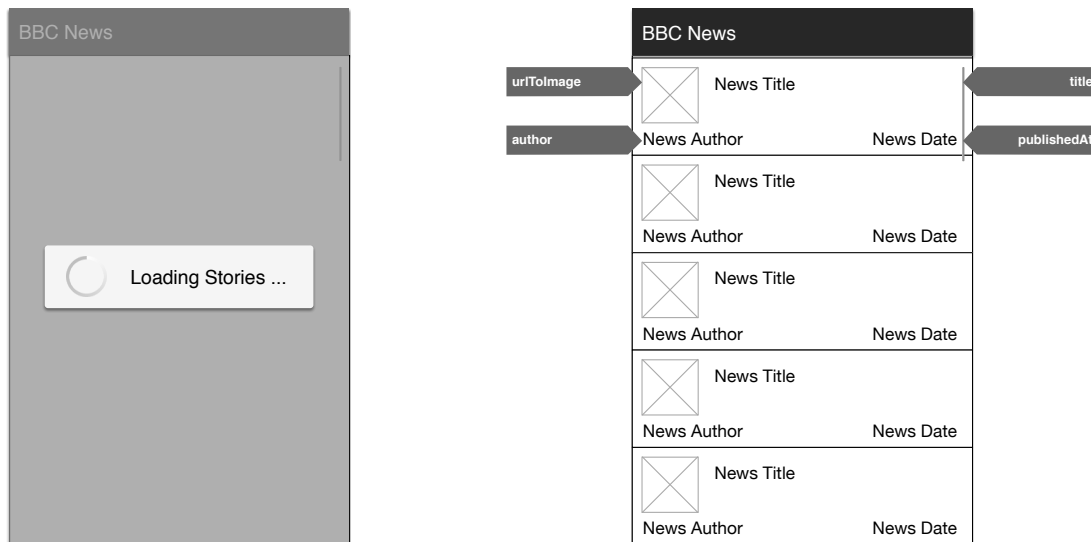 BBC News
Loading Stories ...
BBC News
urlToImage
News Title
title
author
News Author
News Date
publishedAt
News Title
News Author
News Date
News Title
News Author
News Date
News Title
News Author
News Date
News Title
News Author
News Date